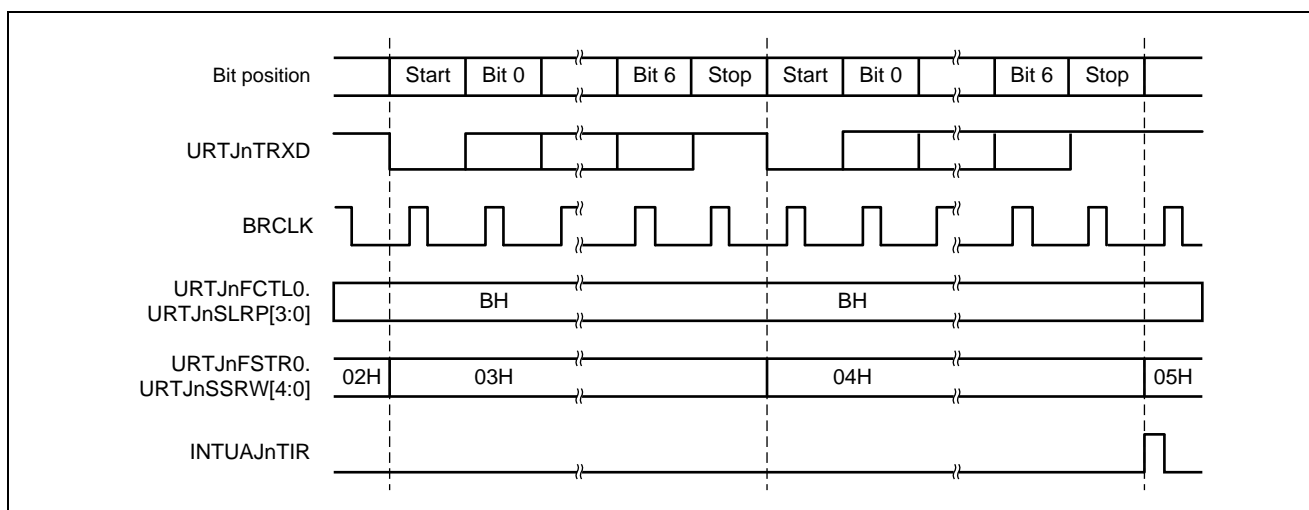 Bit position
Start Bit 0 Bit 6 Stop Start Bit 0 Bit 6 Stop
URTJnTRXD
BRCLK
URTJnFCTL0.
URTJnSLRP[3:0]
BH BH
URTJnFSTR0.
URTJnSSRW[4:0]
02H 03H 04H 05H
INTUAJnTIR